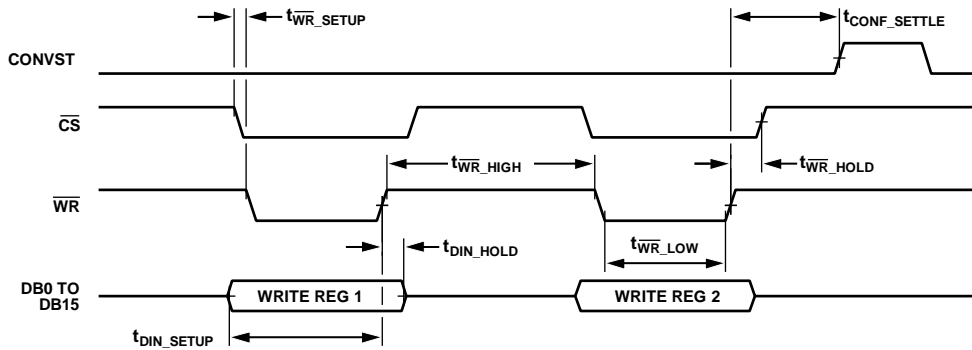 tWR_SETUP
tCONF_SETTLE
CONVST
CS
tWR_HIGH
tWR_HOLD
WR
tDIN_HOLD
tWR_LOW
DB0 TO
DB15
WRITE REG 1
WRITE REG 2
tDIN_SETUP